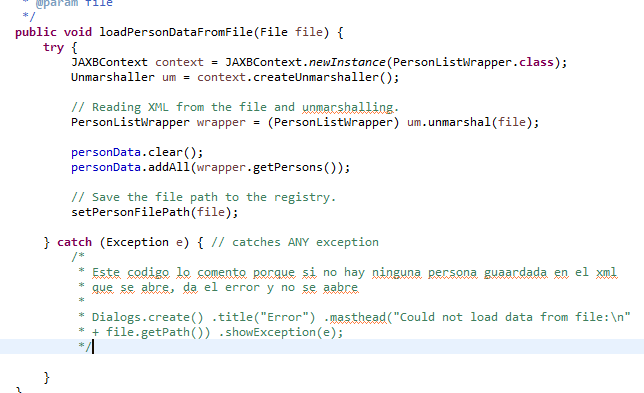 * @param file
*/
public void loadPersonDataFromFile(File file) {
try {
JAXBContext context = JAXBContext.newInstance(PersonListWrapper.class);
Unmarshaller um = context.createUnmarshaller();
// Reading XML from the file and unmarshalling.
PersonListWrapper wrapper = (PersonListWrapper) um.unmarshal(file);
personData.clear();
personData.addAll(wrapper.getPersons());
// Save the file path to the registry.
setPersonFilePath(file);
} catch (Exception e) { // catches ANY exception
/*
* Este codigo lo comento porque si no hay ninguna persona guaardada en el xml
* que se abre, da el error y no se aabre
*
* Dialogs.create() .title("Error") .masthead("Could not load data from file:\n"
* + file.getPath()) .showException(e);
*/
}
}